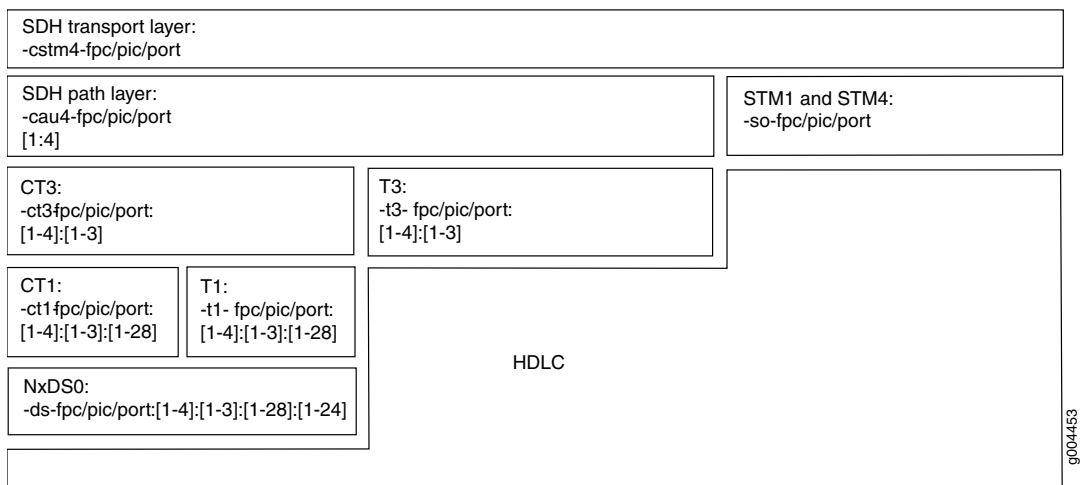 SDH transport layer:
-cstm4-fpc/pic/port
SDH path layer:
-cau4-fpc/pic/port
[1:4]
STM1 and STM4:
-so-fpc/pic/port
CT3:
-ct3-fpc/pic/port:
[1-4]:[1-3]
T3:
-t3- fpc/pic/port:
[1-4]:[1-3]
CT1:
-ct1-fpc/pic/port:
[1-4]:[1-3]:[1-28]
T1:
-t1- fpc/pic/port:
[1-4]:[1-3]:[1-28]
HDLC
NxDS0:
-ds-fpc/pic/port:[1-4]:[1-3]:[1-28]:[1-24]
g004453